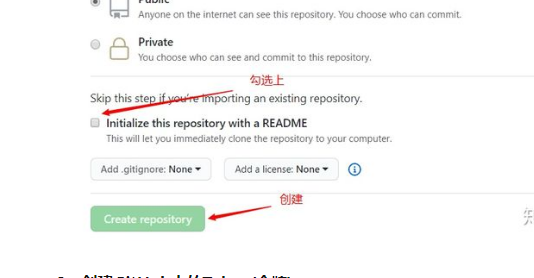 Public
Anyone on the internet can see this repository. You choose who can commit.
Private
You choose who can see and commit to this repository.
勾选上
Skip this step if you're importing an existing repository.
Initialize this repository with a README
This will let you immediately clone the repository to your computer.
Add .gitignore: None
Add a license: None
创建
Create repository
知